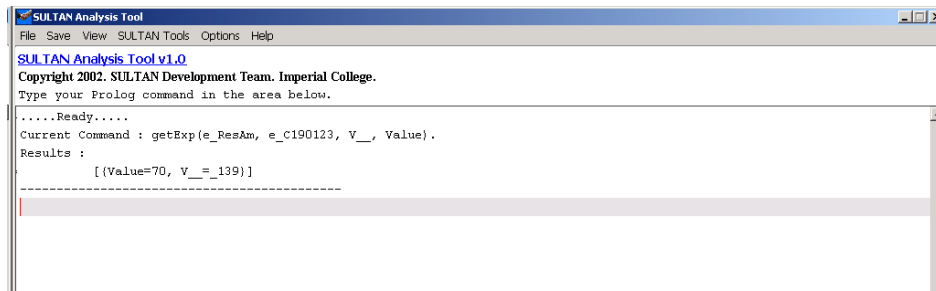 SULTAN Analysis Tool
File Save View SULTAN Tools Options Help
SULTAN Analysis Tool v1.0
Copyright 2002. SULTAN Development Team. Imperial College.
Type your Prolog command in the area below.
.....Ready.....
Current Command : getExp(e_ResAm, e_C190123, V__, Value).
Results :
[{Value=70, V__=_139}]
--------------------------------------------